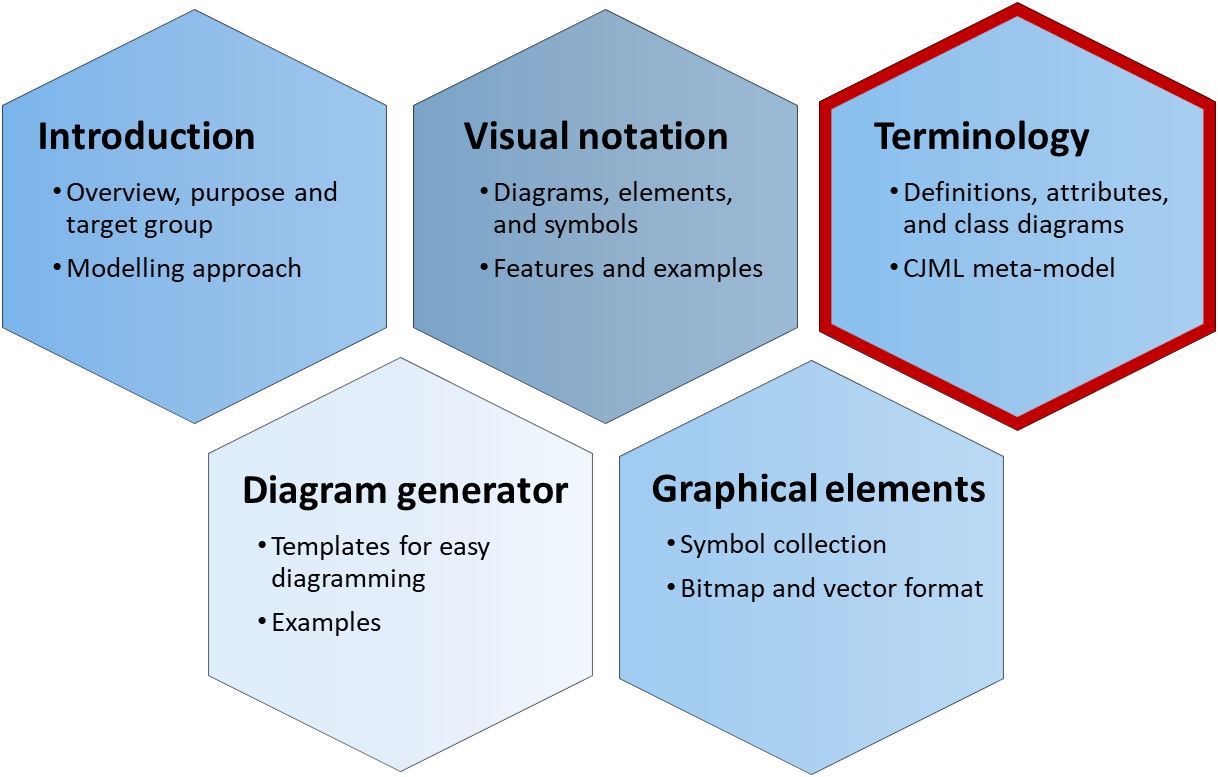 Introduction
• Overview, purpose and
target group
• Modelling approach
Visual notation
• Diagrams, elements,
and symbols
• Features and examples
Terminology
• Definitions, attributes,
and class diagrams
• CJML meta-model
Diagram generator
• Templates for easy
diagramming
• Examples
Graphical elements
• Symbol collection
• Bitmap and vector format